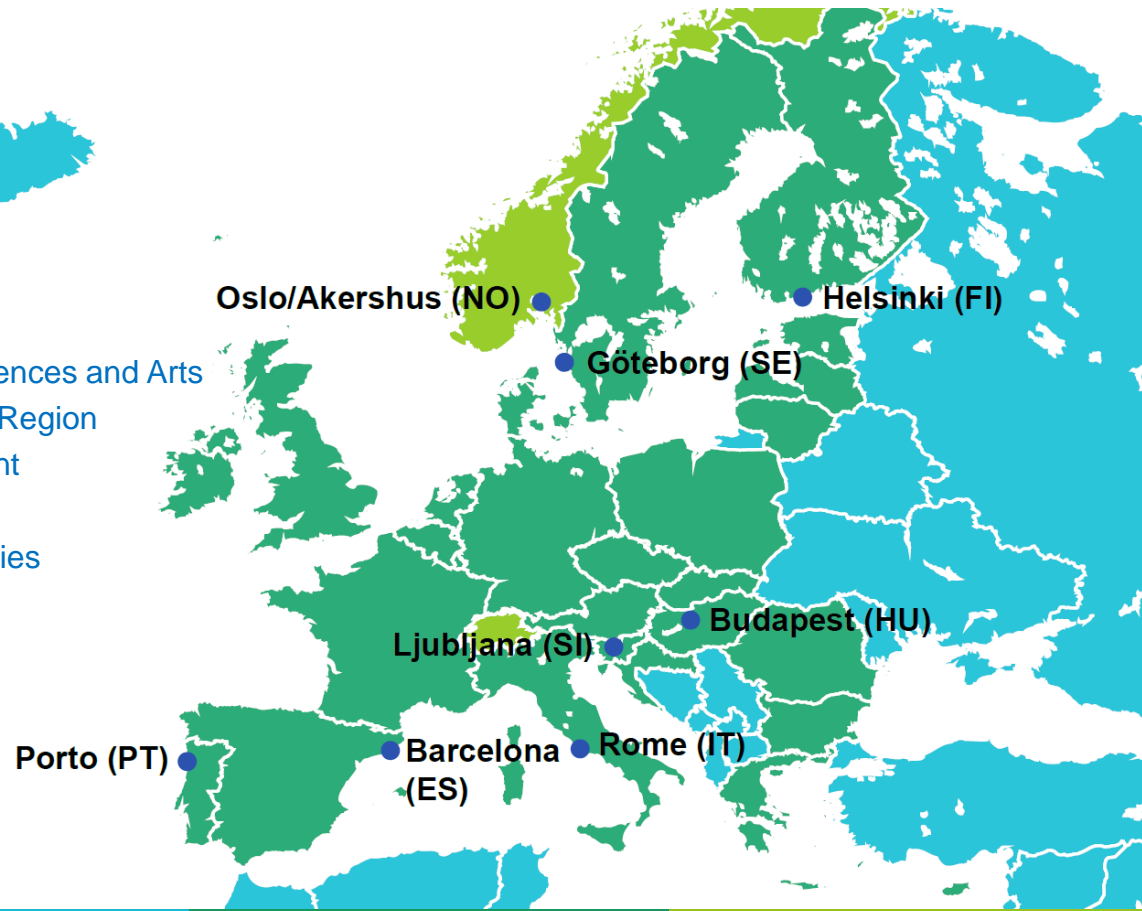 Oslo/Akershus (NO)
Helsinki (FI)
Göteborg (SE)
ences and Arts
Region
nt
ies
Budapest (HU)
Ljubljana (SI)
Rome (IT)
Barcelona
(ES)
Porto (PT)